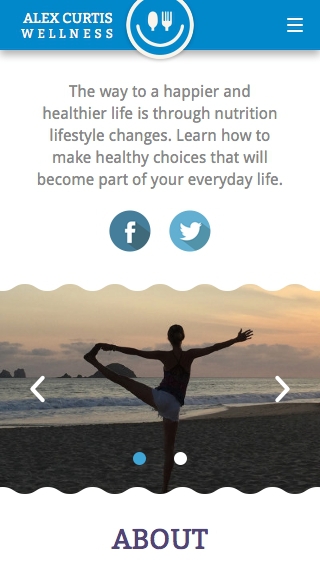 ALEX CURTIS
WELLNESS
The way to a happier and
healthier life is through nutrition
lifestyle changes. Learn how to
make healthy choices that will
become part of your everyday life.
ABOUT